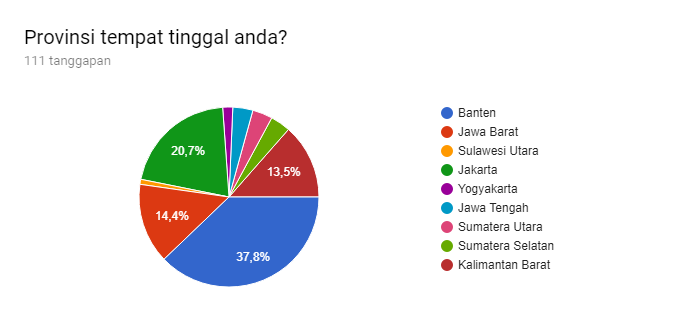 Provinsi tempat tinggal anda?
111 tanggapan
20,7%
13,5%
14,4%
37,8%
Banten
Jawa Barat
Sulawesi Utara
Jakarta
Yogyakarta
Jawa Tengah
Sumatera Utara
Sumatera Selatan
Kalimantan Barat